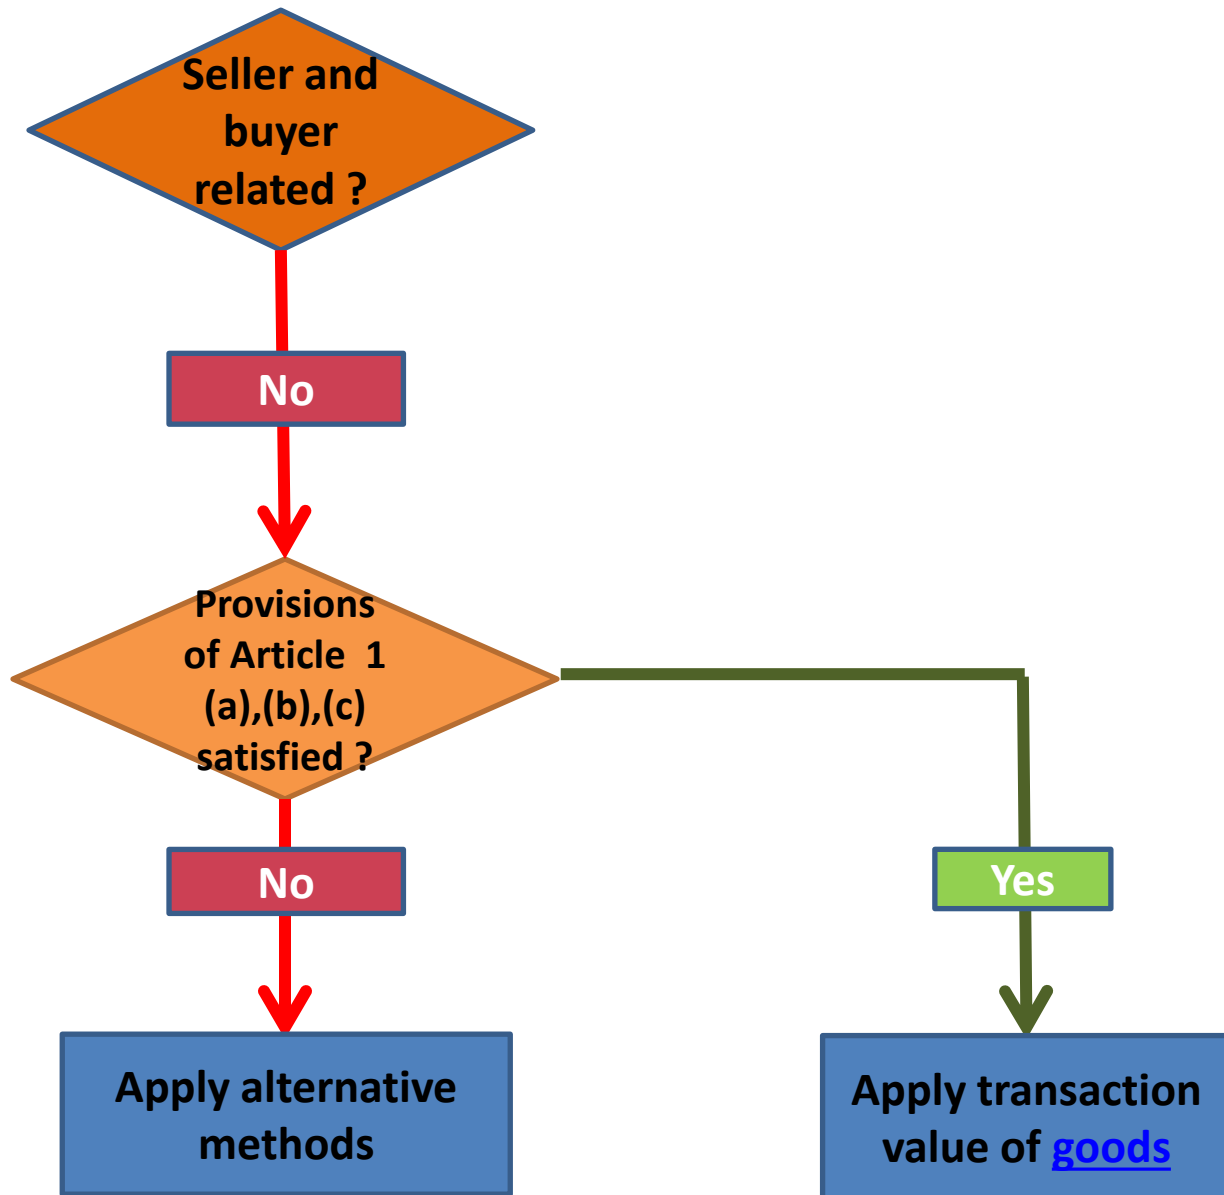 Seller and
buyer
related ?
No
Provisions
of Article  1
(a),(b),(c)
satisfied ?
No
Yes
Apply alternative
methods
Apply transaction
value of goods